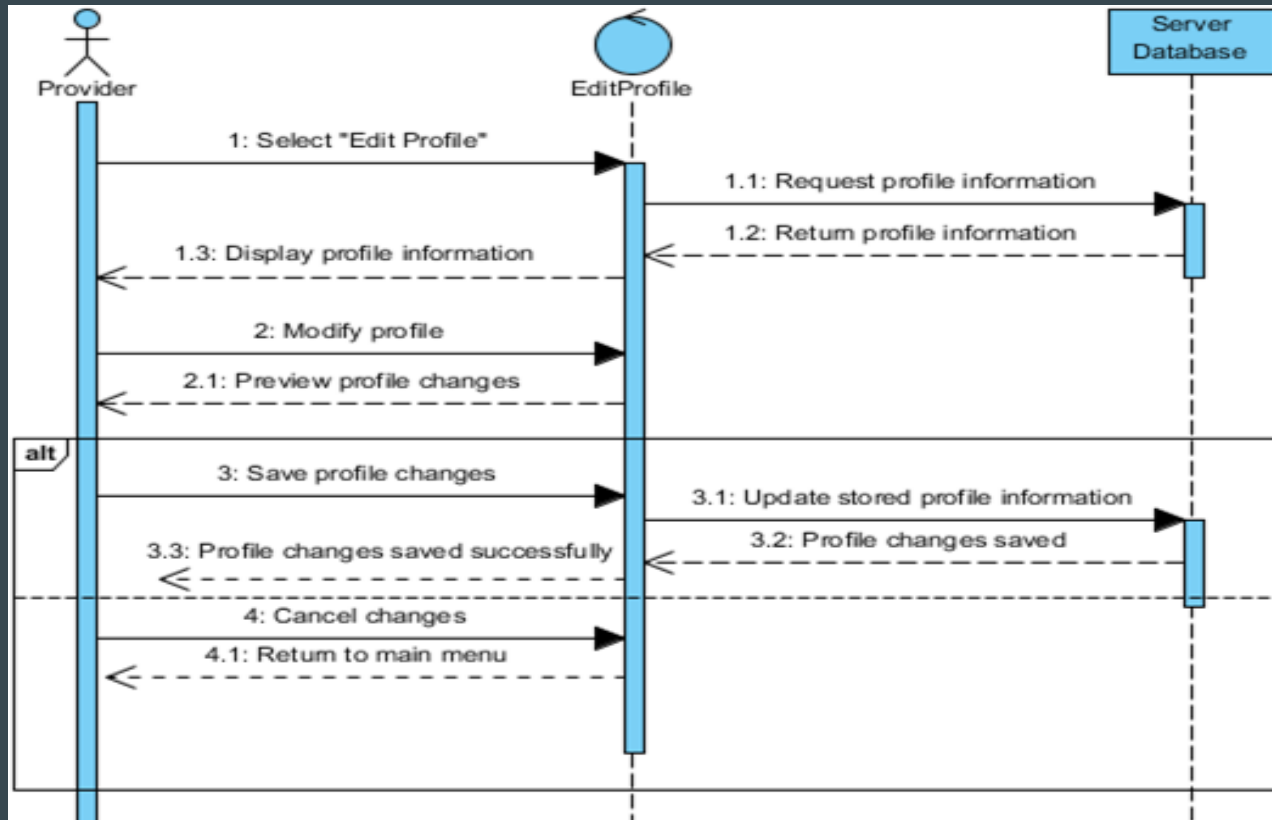 Provider
EditProfile
Server
Database
1: Select "Edit Profile"
1.1: Request profile information
1.2: Return profile information
1.3: Display profile information
2: Modify profile
2.1: Preview profile changes
alt
3: Save profile changes
3.1: Update stored profile information
3.2: Profile changes saved
3.3: Profile changes saved successfully
4: Cancel changes
4.1: Return to main menu